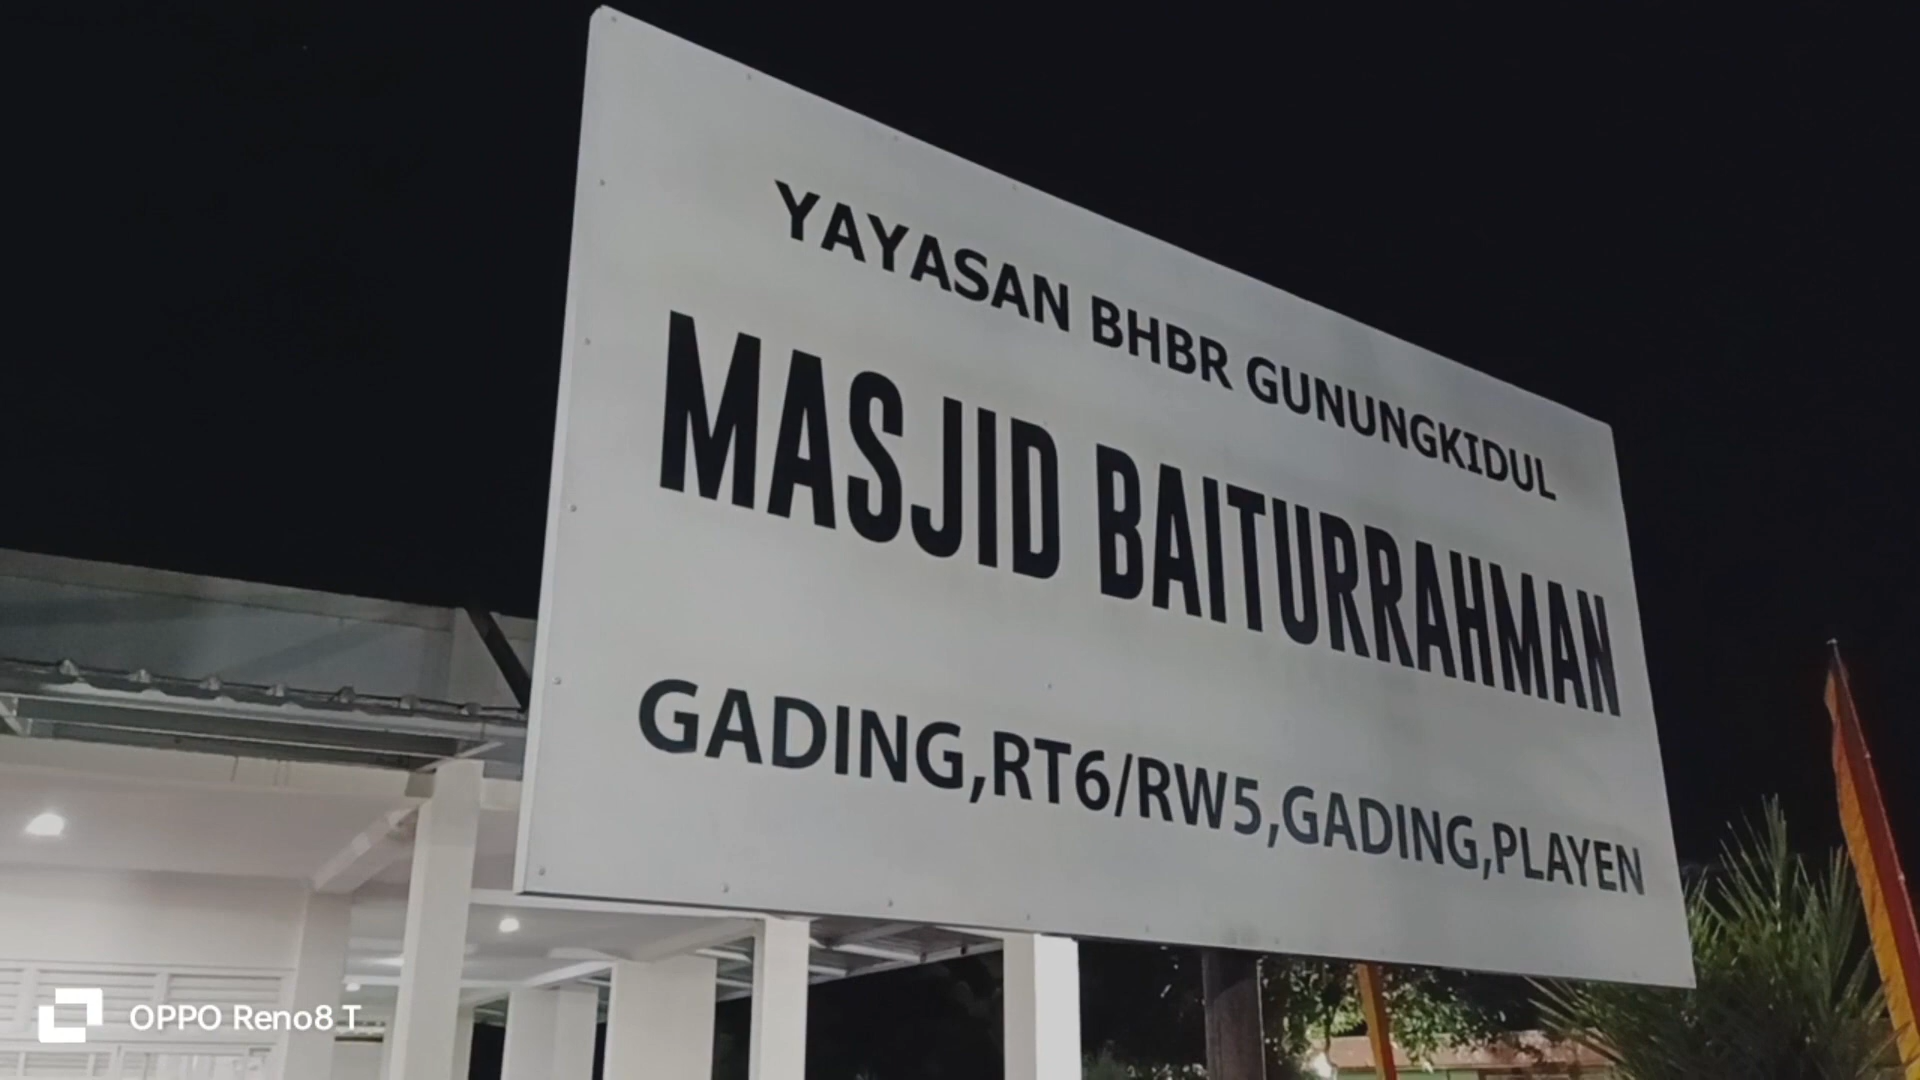 YAYASAN BHBR GUNUNGKIDUL
MASJID BAITURRAHMAN
GADING,RT6/RW5,GADING,PLAYEN
OPPO Reno8 T